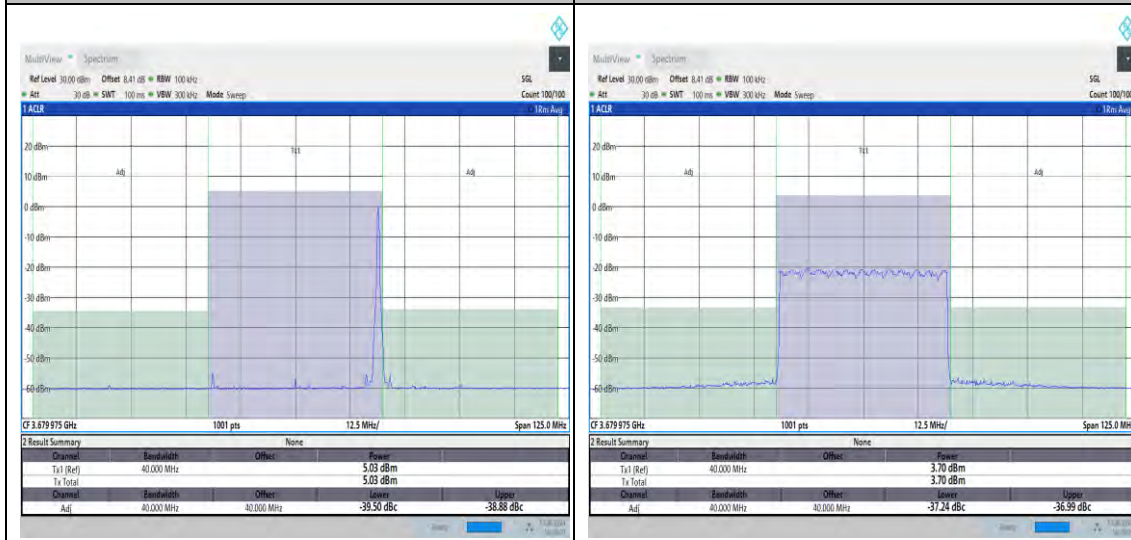 MultiView Spectrum
Ref Level 30.00 dBm Offset 8.41 dB RBW 100 kHz SGL
Att 30 dB SWT 100 ms VBW 300 kHz Mode Sweep Count 100/100
1 ACLR 1Rm Avg
20 dBm
Tx1
Adj Adj
10 dBm
0 dBm
-10 dBm
-20 dBm
-30 dBm
-40 dBm
-50 dBm
-60 dBm
CF 3.679 975 GHz 1001 pts 12.5 MHz/ Span 125.0 MHz
2 Result Summary None
Channel Bandwidth Offset Power
Tx1 (Ref) 40.000 MHz 5.03 dBm
Tx Total 5.03 dBm
Channel Bandwidth Offset Lower Upper
Adj 40.000 MHz 40.000 MHz -39.50 dBc -38.88 dBc
Ready
MultiView Spectrum
Ref Level 30.00 dBm Offset 8.41 dB RBW 100 kHz SGL
Att 30 dB SWT 100 ms VBW 300 kHz Mode Sweep Count 100/100
1 ACLR 1Rm Avg
20 dBm
Tx1
Adj Adj
10 dBm
0 dBm
-10 dBm
-20 dBm
-30 dBm
-40 dBm
-50 dBm
-60 dBm
CF 3.679 975 GHz 1001 pts 12.5 MHz/ Span 125.0 MHz
2 Result Summary None
Channel Bandwidth Offset Power
Tx1 (Ref) 40.000 MHz 3.70 dBm
Tx Total 3.70 dBm
Channel Bandwidth Offset Lower Upper
Adj 40.000 MHz 40.000 MHz -37.24 dBc -36.99 dBc
Ready